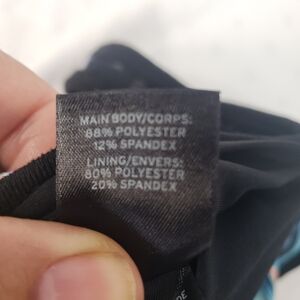 MAIN BODY/CORPS:
88% POLYESTER
12% SPANDEX
LINING/ENVERS:
80% POLYESTER
20% SPANDEX